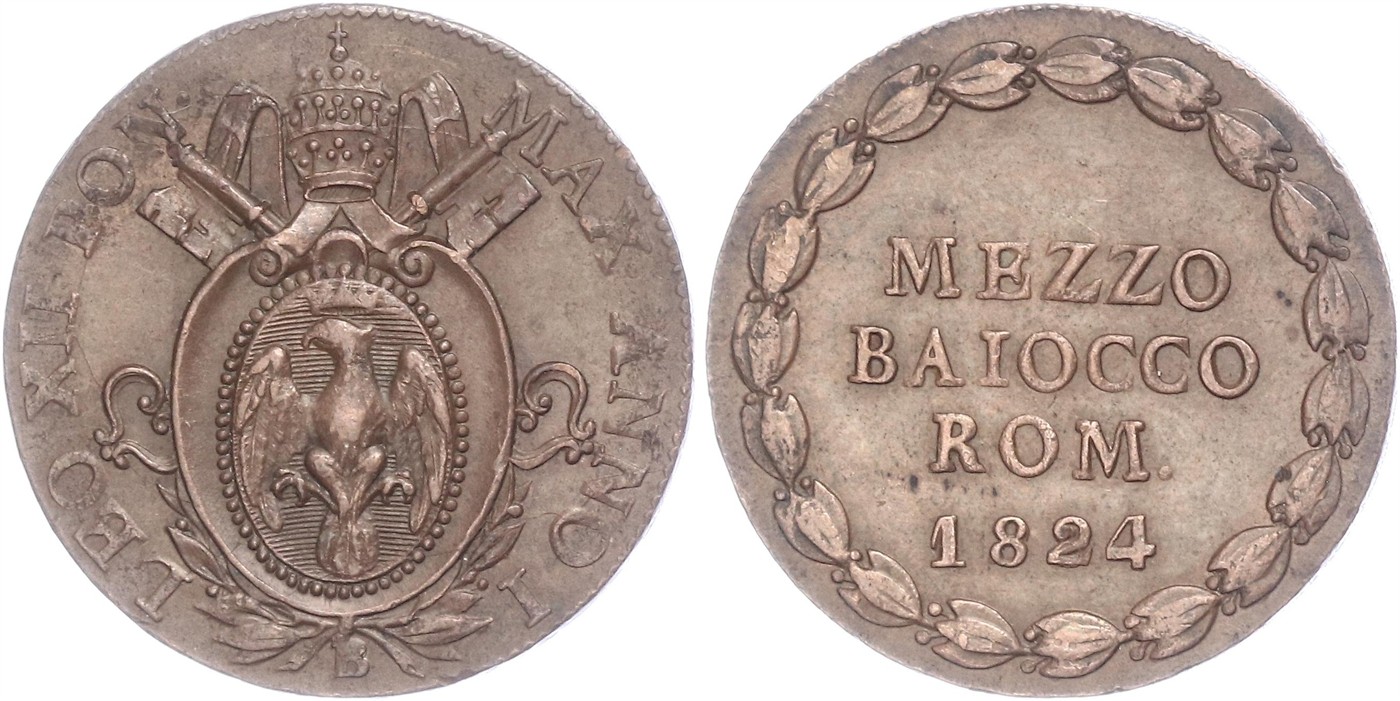 LEO·XII·PON. MAX·ANNO I
B
MEZZO
BAIOCCO
ROM.
1824